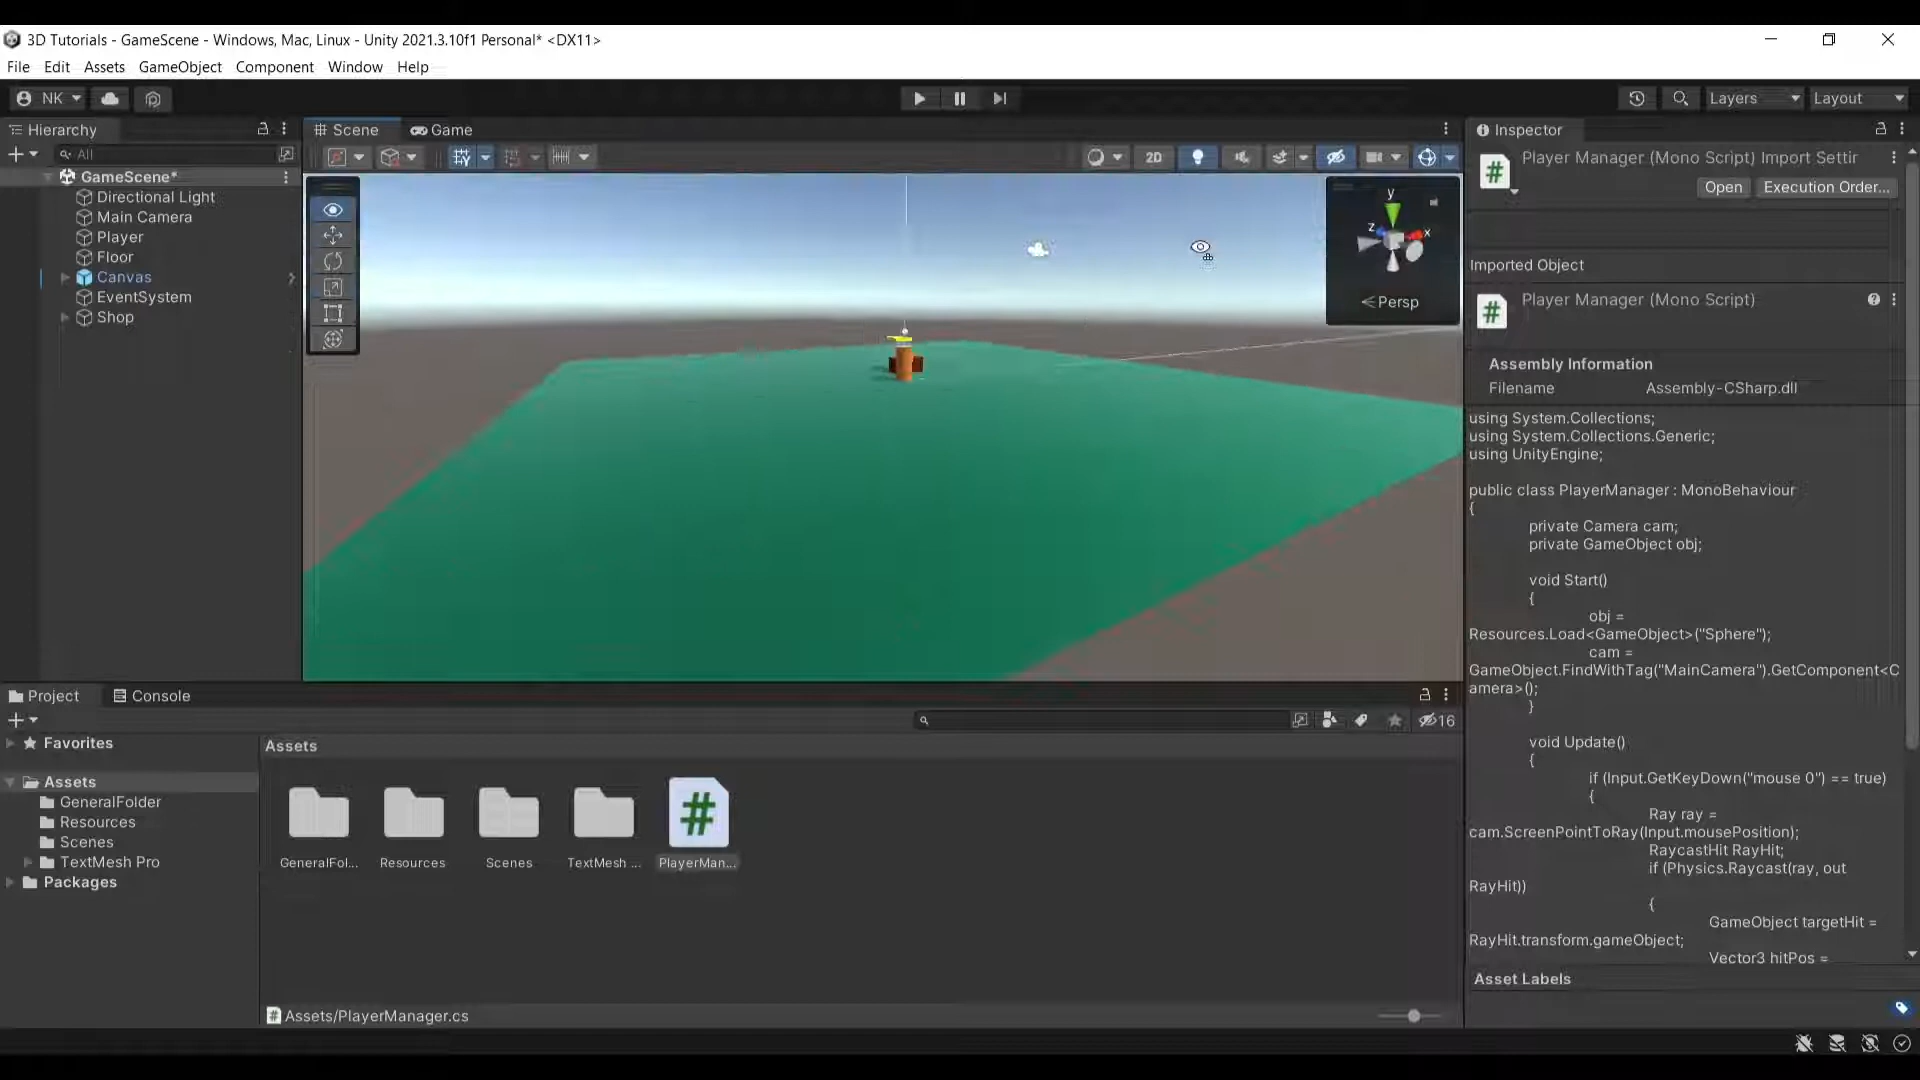 3D Tutorials - GameScene - Windows, Mac, Linux - Unity 2021.3.10f1 Personal* <DX11>
File Edit Assets GameObject Component Window Help
NK
Layers
Layout
Hierarchy
All
GameScene*
Directional Light
Main Camera
Player
Floor
Canvas
EventSystem
Shop
Scene
Game
2D
y
z
x
Persp
Inspector
Player Manager (Mono Script) Import Settir
Open
Execution Order...
Imported Object
Player Manager (Mono Script)
Assembly Information
Filename Assembly-CSharp.dll
using System.Collections;
using System.Collections.Generic;
using UnityEngine;
public class PlayerManager : MonoBehaviour
{
private Camera cam;
private GameObject obj;
void Start()
{
obj =
Resources.Load<GameObject>("Sphere");
cam =
GameObject.FindWithTag("MainCamera").GetComponent<C
amera>();
}
void Update()
{
if (Input.GetKeyDown("mouse 0") == true)
{
Ray ray =
cam.ScreenPointToRay(Input.mousePosition);
RaycastHit RayHit;
if (Physics.Raycast(ray, out
RayHit))
{
GameObject targetHit =
RayHit.transform.gameObject;
Vector3 hitPos =
Asset Labels
Project
Console
16
Favorites
Assets
GeneralFolder
Resources
Scenes
TextMesh Pro
Packages
Assets
GeneralFol...
Resources
Scenes
TextMesh ...
PlayerMan...
Assets/PlayerManager.cs